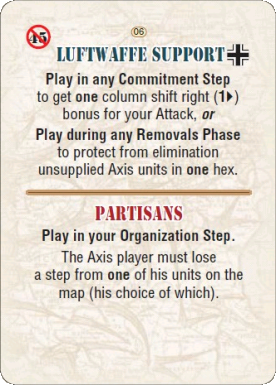 45
06
LUFTWAFFE SUPPORT
Play in any Commitment Step
to get one column shift right (1▶)
bonus for your Attack, or
Play during any Removals Phase
to protect from elimination
unsupplied Axis units in one hex.
PARTISANS
Play in your Organization Step.
The Axis player must lose
a step from one of his units on the
map (his choice of which).